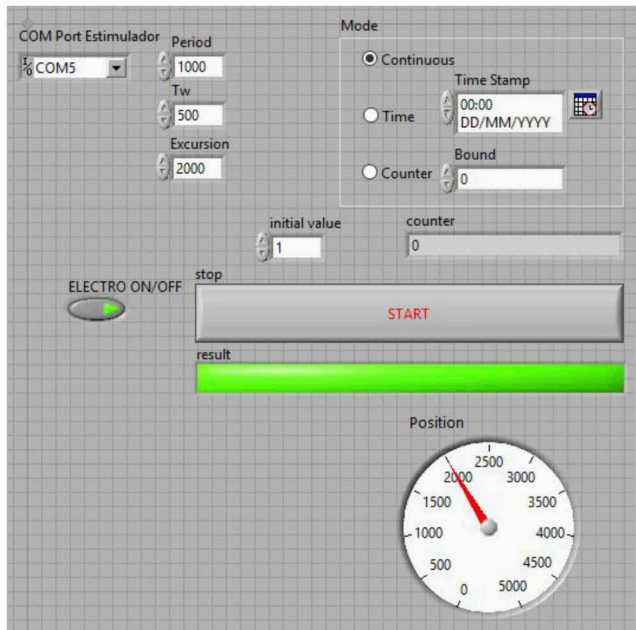 COM Port Estimulador
COM5
Period
1000
Tw
500
Excursion
2000
Mode
Continuous
Time
Time Stamp
00:00
DD/MM/YYYY
Counter
Bound
0
initial value
1
counter
0
ELECTRO ON/OFF
stop
START
result
Position
0
500
1000
1500
2000
2500
3000
3500
4000
4500
5000